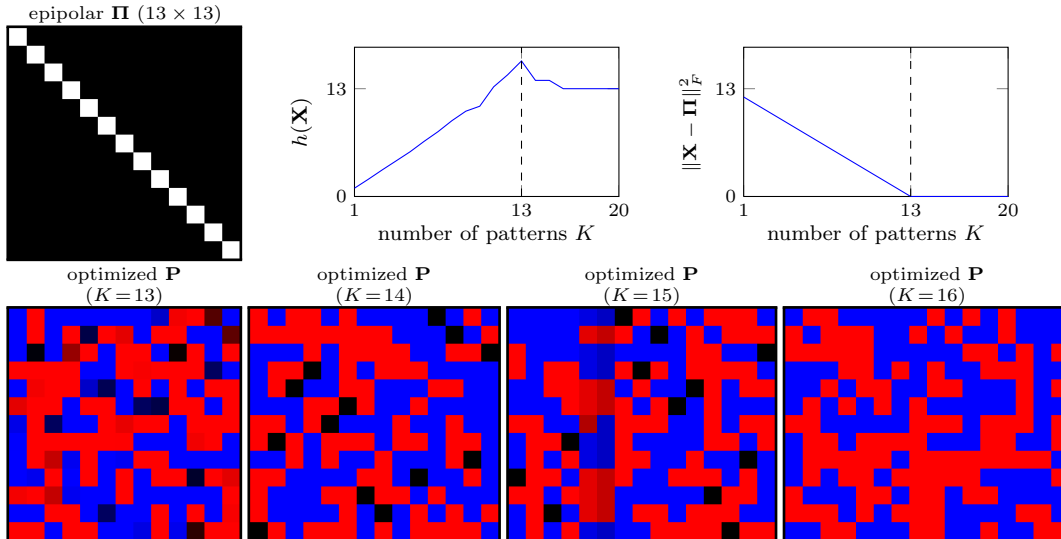 epipolar Π (13 × 13)
13
0
h(X)
1
13
20
number of patterns K
13
0
‖X − Π‖²_F
1
13
20
number of patterns K
optimized P
(K = 13)
optimized P
(K = 14)
optimized P
(K = 15)
optimized P
(K = 16)